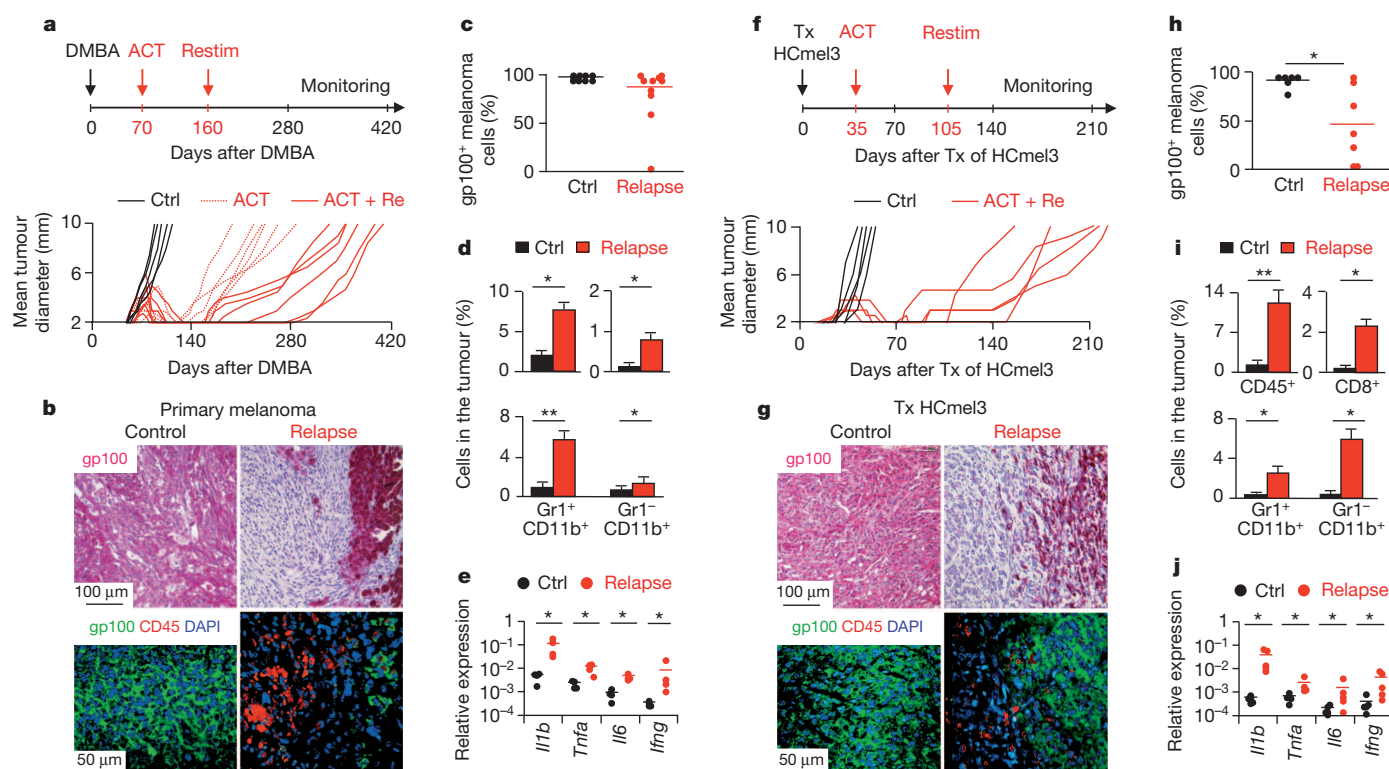 a
DMBA ACT Restim
Monitoring
0 70 160 280 420
Days after DMBA
Ctrl ACT ACT + Re
Mean tumour
diameter (mm)
10
6
2
0 140 280 420
Days after DMBA
b
Primary melanoma
Control Relapse
gp100
100 μm
gp100 CD45 DAPI
50 μm
c
gp100⁺ melanoma
cells (%)
100
50
0
Ctrl Relapse
d
Ctrl Relapse
Cells in the tumour (%)
* *
10
5
0
2
1
0
** *
8
4
0
Gr1⁺ Gr1⁻
CD11b⁺ CD11b⁺
e
Ctrl Relapse
Relative expression
* * * *
1
10⁻¹
10⁻²
10⁻³
10⁻⁴
Il1b Tnfa Il6 Ifng
f
Tx
HCmel3
ACT Restim
Monitoring
0 35 70 105 140 210
Days after Tx of HCmel3
Ctrl ACT + Re
Mean tumour
diameter (mm)
10
6
2
0 70 140 210
Days after Tx of HCmel3
g
Tx HCmel3
Control Relapse
gp100
100 μm
gp100 CD45 DAPI
50 μm
h
*
gp100⁺ melanoma
cells (%)
100
50
0
Ctrl Relapse
i
Ctrl Relapse
Cells in the tumour (%)
** *
14
7
0
4
2
0
CD45⁺ CD8⁺
* *
8
4
0
Gr1⁺ Gr1⁻
CD11b⁺ CD11b⁺
j
Ctrl Relapse
Relative expression
* * * *
1
10⁻¹
10⁻²
10⁻³
10⁻⁴
Il1b Tnfa Il6 Ifng